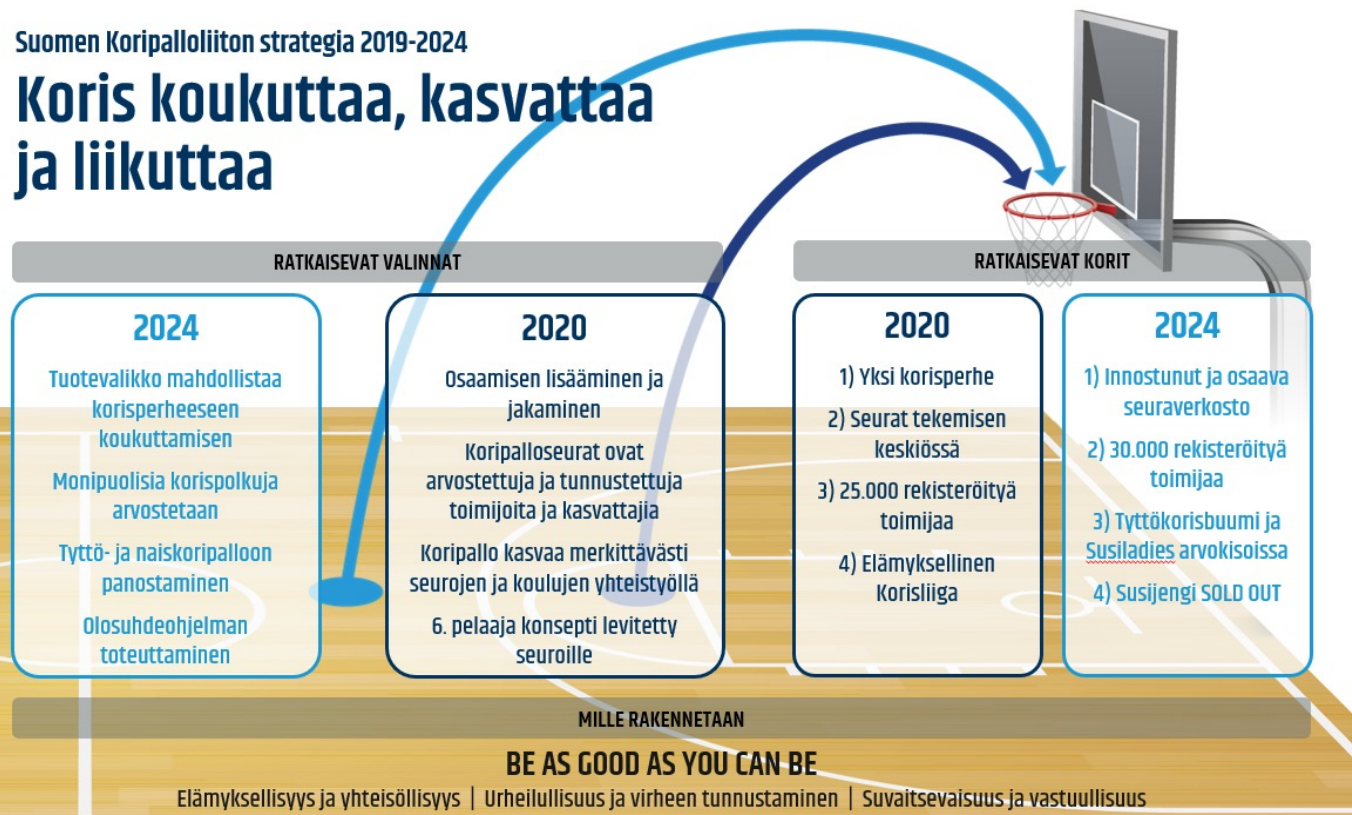 Suomen Koripalloliiton strategia 2019-2024
Koris koukuttaa, kasvattaa
ja liikuttaa
RATKAISEVAT VALINNAT
2024
Tuotevalikko mahdollistaa
korisperheeseen
koukuttamisen
Monipuolisia korispolkuja
arvostetaan
Tyttö- ja naiskoripalloon
panostaminen
Olosuhdeohjelman
toteuttaminen
2020
Osaamisen lisääminen ja
jakaminen
Koripalloseurat ovat
arvostettuja ja tunnustettuja
toimijoita ja kasvattajia
Koripallo kasvaa merkittävästi
seurojen ja koulujen yhteistyöllä
6. pelaaja konsepti levitetty
seuroille
RATKAISEVAT KORIT
2020
1) Yksi korisperhe
2) Seurat tekemisen
keskiössä
3) 25.000 rekisteröityä
toimijaa
4) Elämyksellinen
Korisliiga
2024
1) Innostunut ja osaava
seuraverkosto
2) 30.000 rekisteröityä
toimijaa
3) Tyttökorisbuumi ja
Susiladies arvokisoissa
4) Susijengi SOLD OUT
MILLE RAKENNETAAN
BE AS GOOD AS YOU CAN BE
Elämyksellisyys ja yhteisöllisyys | Urheilullisuus ja virheen tunnustaminen | Suvaitsevaisuus ja vastuullisuus